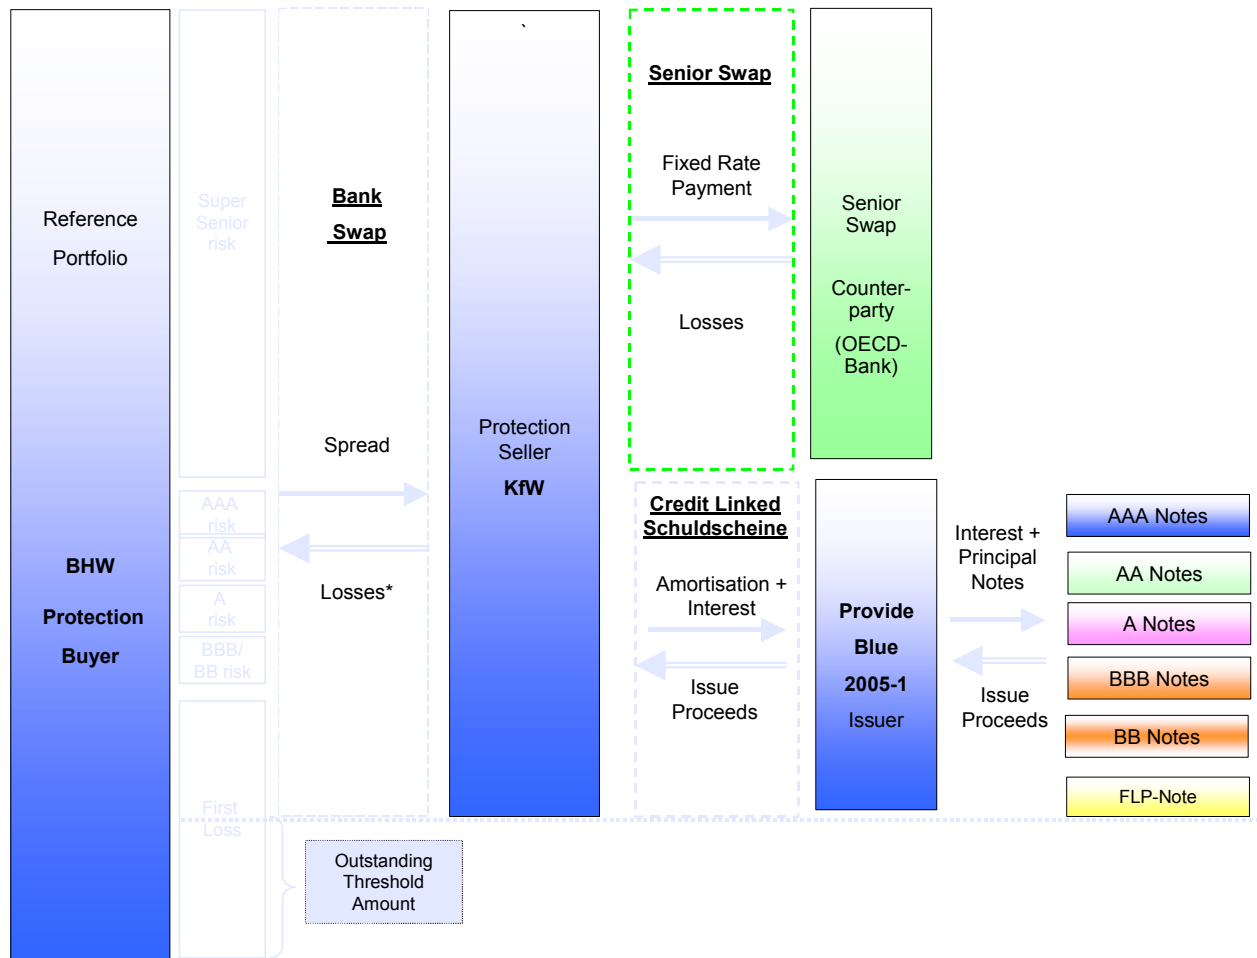 `
Reference
Portfolio
BHW
Protection
Buyer
Super
Senior
risk
AAA
risk
AA
risk
A
risk
BBB/
BB risk
First
Loss
Bank
Swap
Spread
Losses*
Outstanding
Threshold
Amount
Protection
Seller
KfW
Senior Swap
Fixed Rate
Payment
Losses
Senior
Swap
Counter-
party
(OECD-
Bank)
Credit Linked
Schuldscheine
Amortisation +
Interest
Issue
Proceeds
Provide
Blue
2005-1
Issuer
Interest +
Principal
Notes
Issue
Proceeds
AAA Notes
AA Notes
A Notes
BBB Notes
BB Notes
FLP-Note